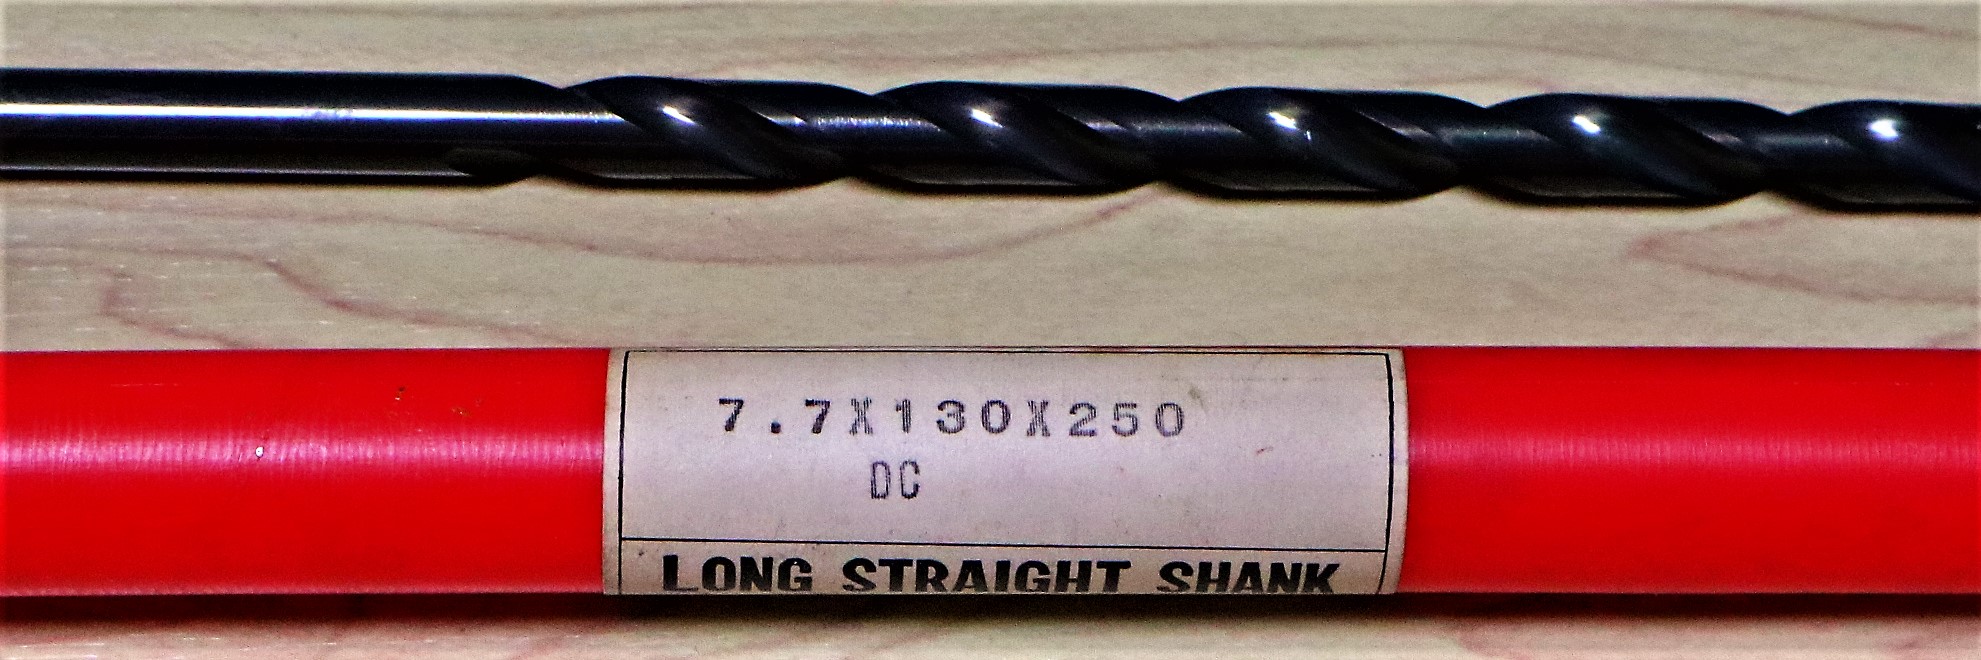 7.7X130X250
DC
LONG STRAIGHT SHANK